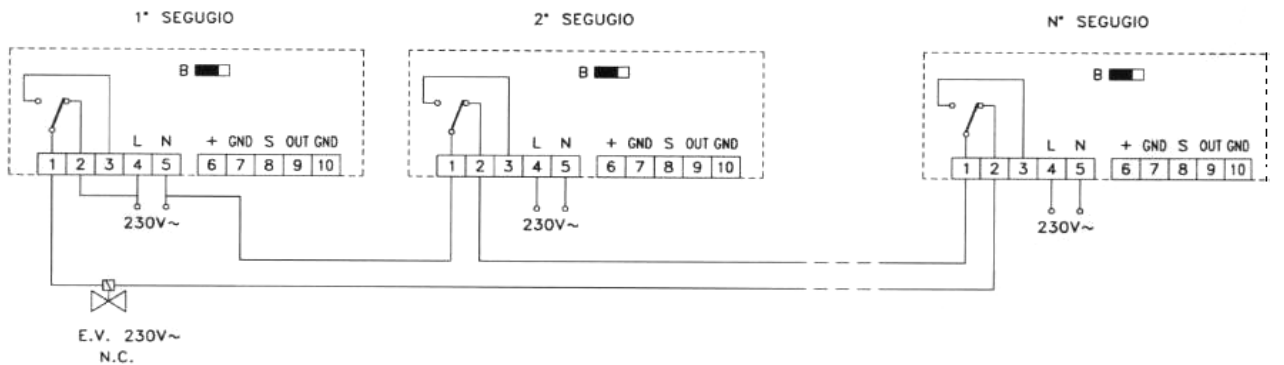 1° SEGUGIO 2° SEGUGIO N° SEGUGIO
B B B
L N + GND S OUT GND L N + GND S OUT GND L N + GND S OUT GND
1 2 3 4 5 6 7 8 9 10 1 2 3 4 5 6 7 8 9 10 1 2 3 4 5 6 7 8 9 10
230V~ 230V~ 230V~
E.V. 230V~
N.C.